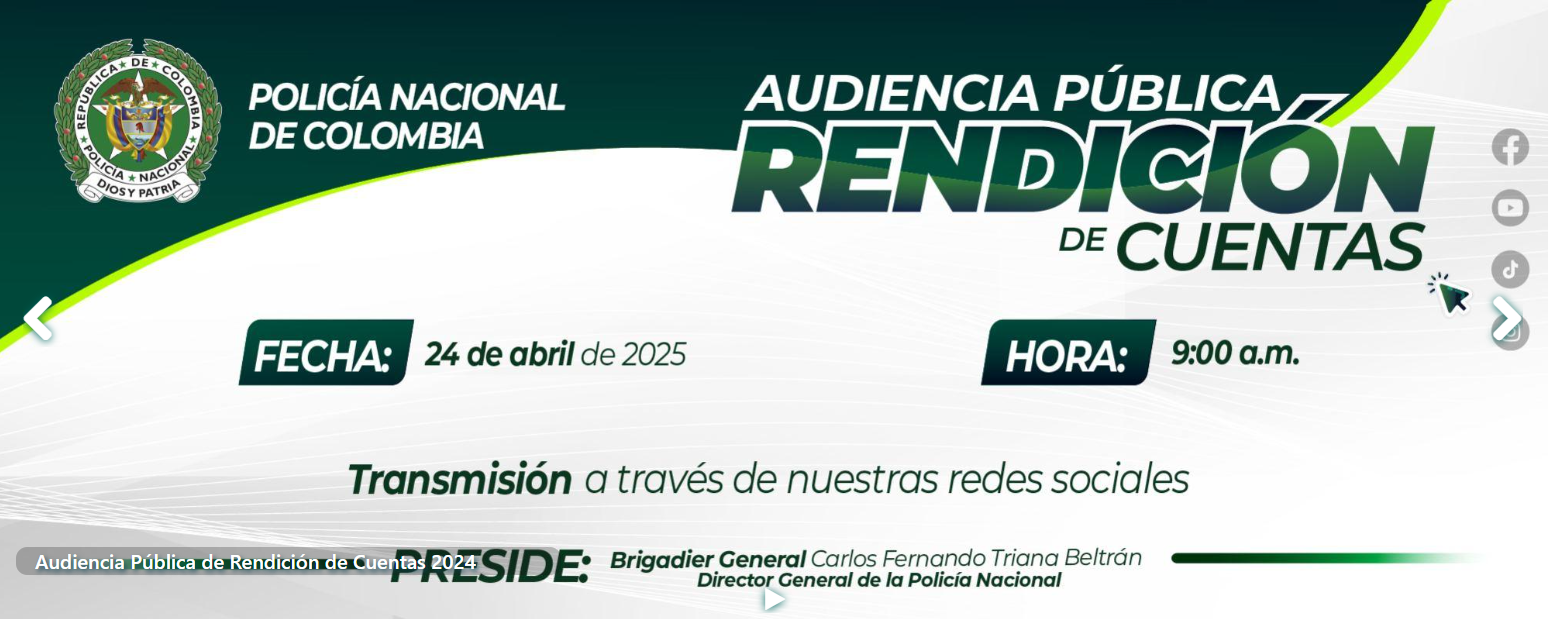 REPÚBLICA DE COLOMBIA
POLICÍA NACIONAL
DIOS Y PATRIA
POLICÍA NACIONAL
DE COLOMBIA
AUDIENCIA PÚBLICA
RENDICIÓN
DE CUENTAS
FECHA: 24 de abril de 2025
HORA: 9:00 a.m.
Transmisión a través de nuestras redes sociales
Audiencia Pública de Rendición de Cuentas 2024
PRESIDE: Brigadier General Carlos Fernando Triana Beltrán
Director General de la Policía Nacional